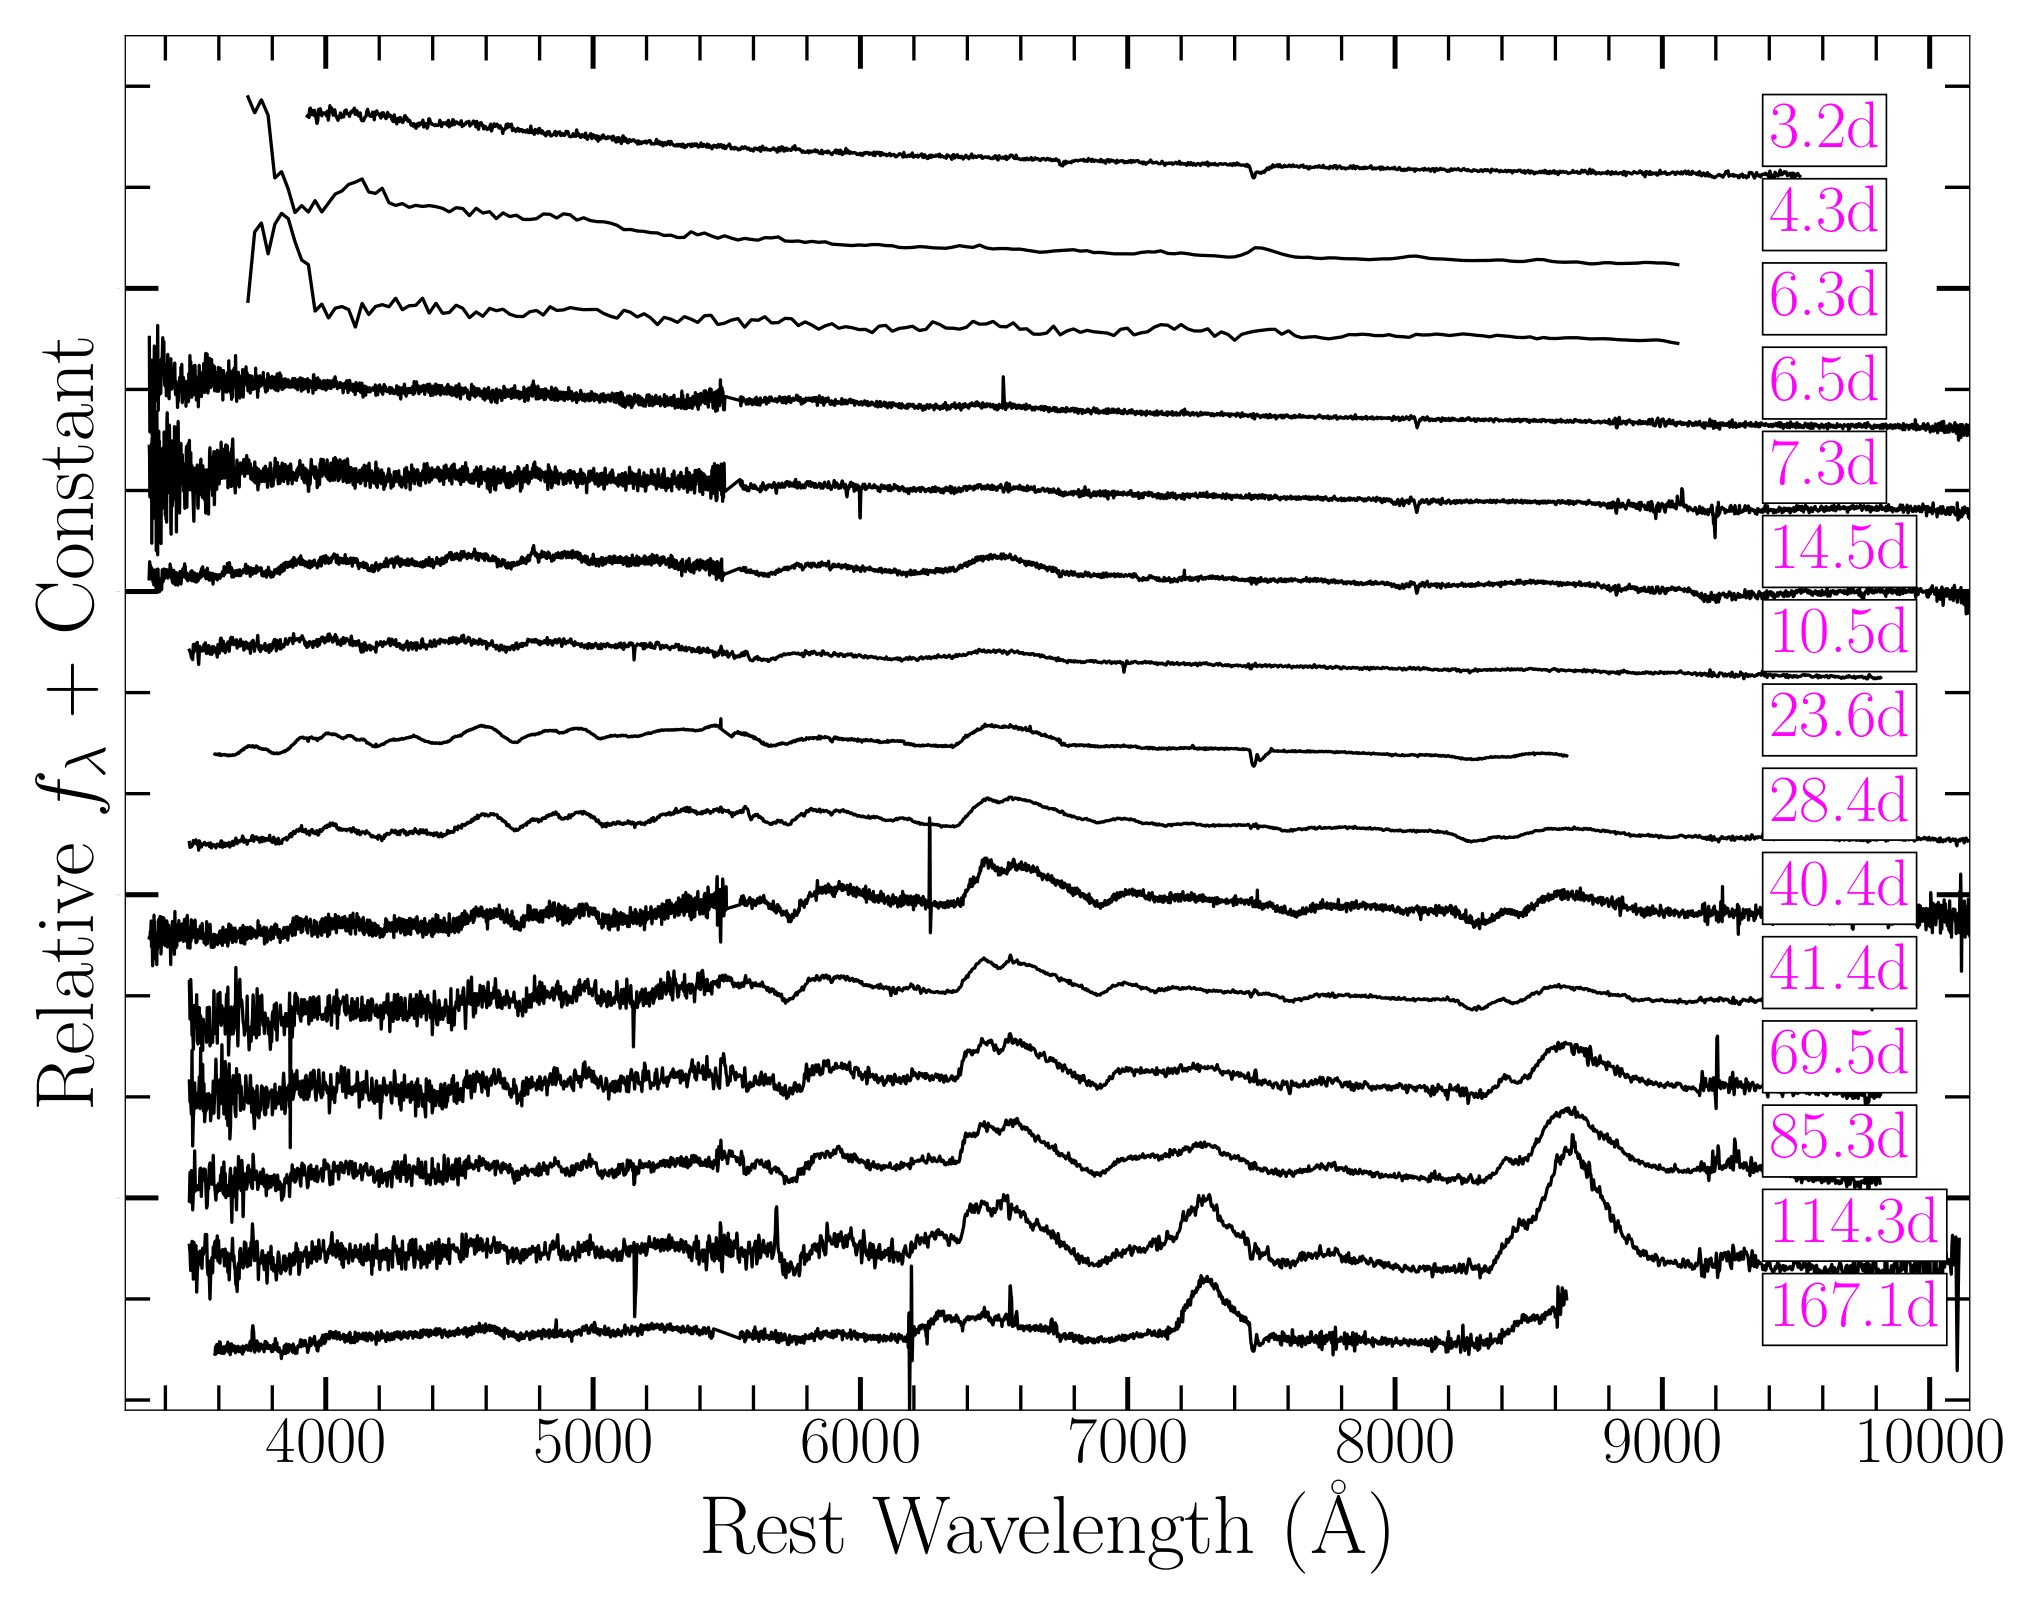 Relative fλ + Constant
3.2d
4.3d
6.3d
6.5d
7.3d
14.5d
10.5d
23.6d
28.4d
40.4d
41.4d
69.5d
85.3d
114.3d
167.1d
4000 5000 6000 7000 8000 9000 10000
Rest Wavelength (Å)